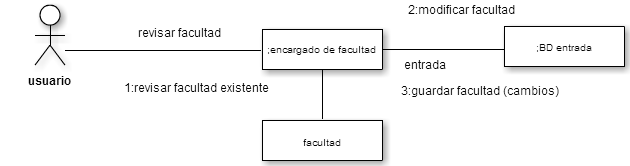 2:modificar facultad
revisar facultad
;encargado de facultad
;BD entrada
entrada
usuario
1:revisar facultad existente
3:guardar facultad (cambios)
facultad